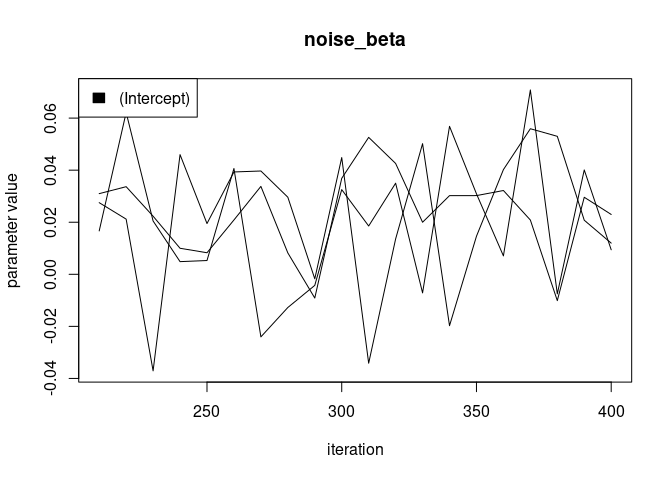 noise_beta
(Intercept)
parameter value
0.06
0.04
0.02
0.00
-0.02
-0.04
250
300
350
400
iteration